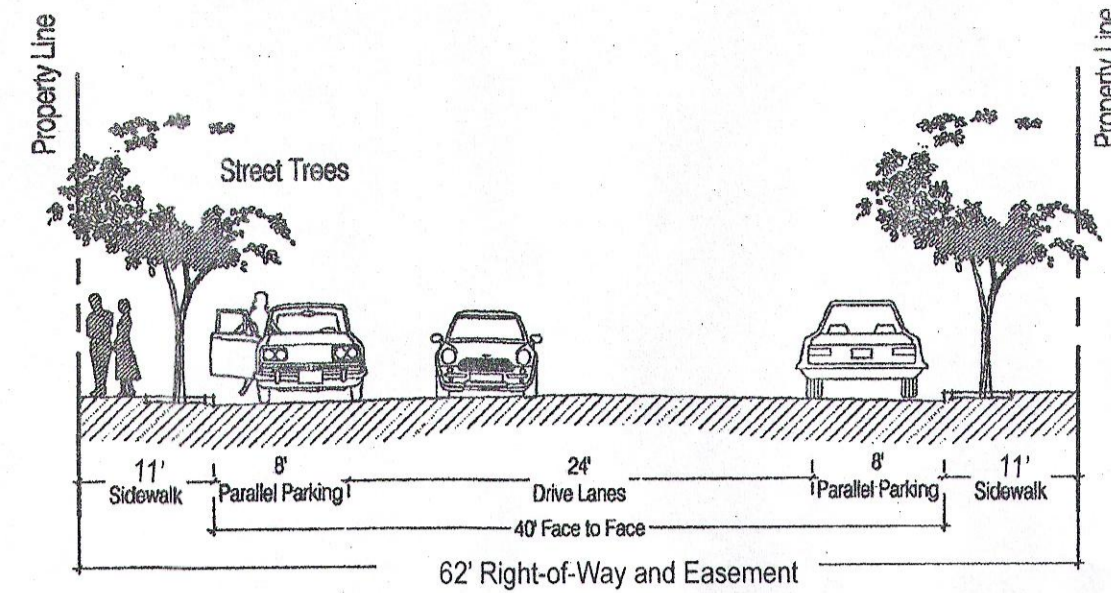 Property Line
Property Line
Street Trees
11' 8' 24' 8' 11'
Sidewalk Parallel Parking Drive Lanes Parallel Parking Sidewalk
40' Face to Face
62' Right-of-Way and Easement